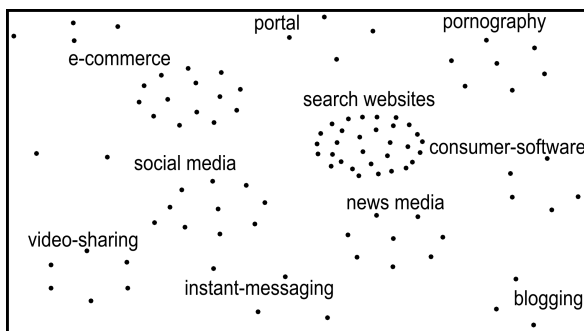 portal
pornography
e-commerce
search websites
consumer-software
social media
news media
video-sharing
instant-messaging
blogging